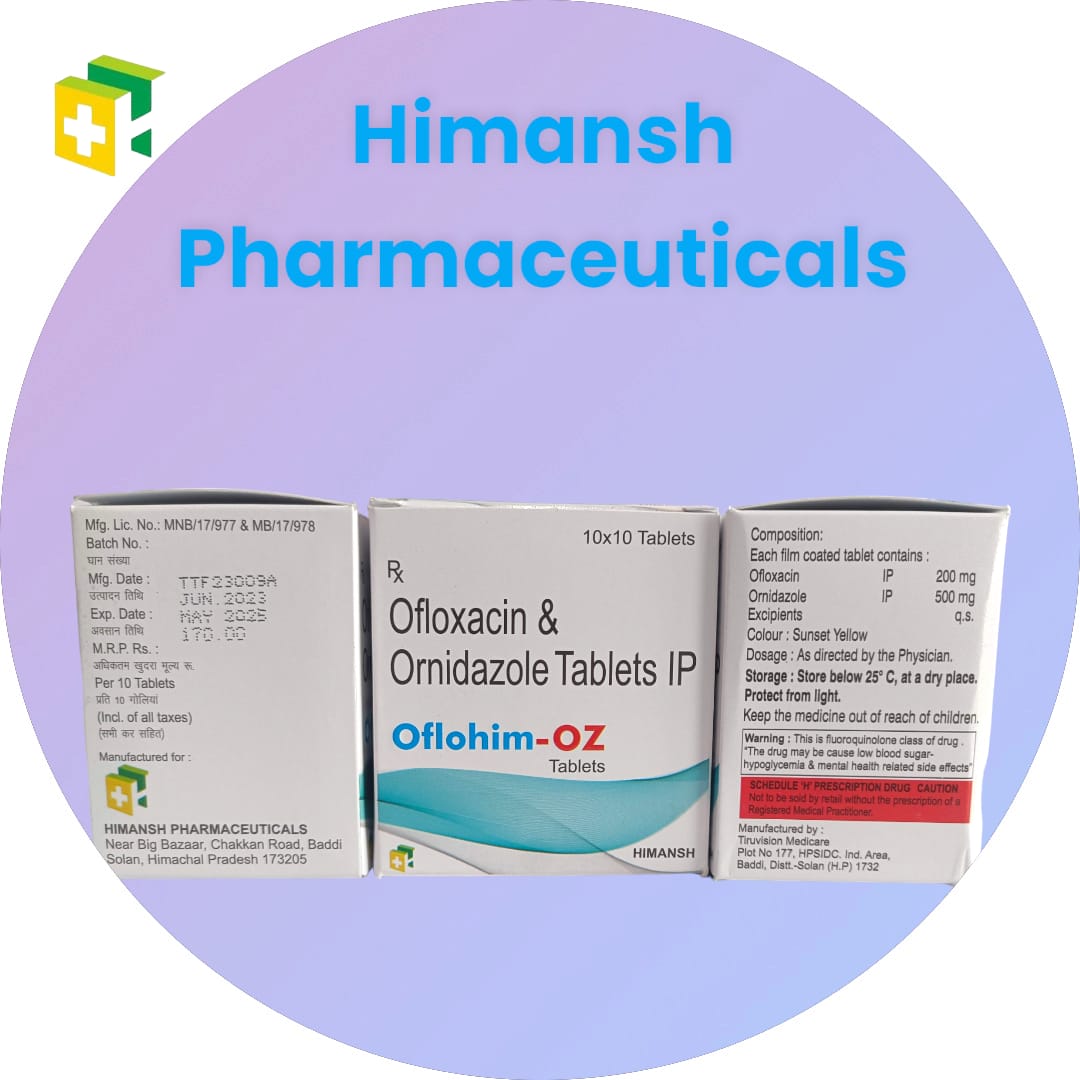 Himansh
Pharmaceuticals
Mfg. Lic. No.: MNB/17/977 & MB/17/978
Batch No. :
घान संख्या
Mfg. Date :
उत्पादन तिथि
Exp. Date :
अवसान तिथि
M.R.P. Rs. :
अधिकतम खुदरा मूल्य रू.
Per 10 Tablets
प्रति 10 गोलियां
(Incl. of all taxes)
(सभी कर सहित)
TTF23009A
JUN.2023
MAY 2025
170.00
Manufactured for :
HIMANSH PHARMACEUTICALS
Near Big Bazaar, Chakkan Road, Baddi
Solan, Himachal Pradesh 173205
10x10 Tablets
Rx
Ofloxacin &
Ornidazole Tablets IP
Oflohim-OZ
Tablets
HIMANSH
Composition:
Each film coated tablet contains :
Ofloxacin IP 200 mg
Ornidazole IP 500 mg
Excipients q.s.
Colour : Sunset Yellow
Dosage : As directed by the Physician.
Storage : Store below 25° C, at a dry place.
Protect from light.
Keep the medicine out of reach of children.
Warning : This is fluoroquinolone class of drug .
"The drug may be cause low blood sugar-
hypoglycemia & mental health related side effects"
SCHEDULE 'H' PRESCRIPTION DRUG CAUTION
Not to be sold by retail without the prescription of a
Registered Medical Practitioner.
Manufactured by :
Tiruvision Medicare
Plot No 177, HPSIDC. Ind. Area,
Baddi, Distt.-Solan (H.P) 1732